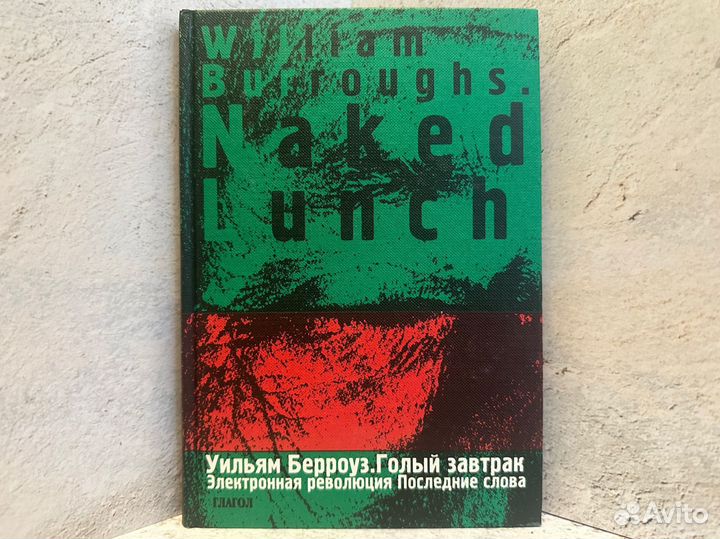 William
Burroughs.
Naked
Lunch
Уильям Берроуз.Голый завтрак
Электронная революция Последние слова
ГЛАГОЛ
Avito